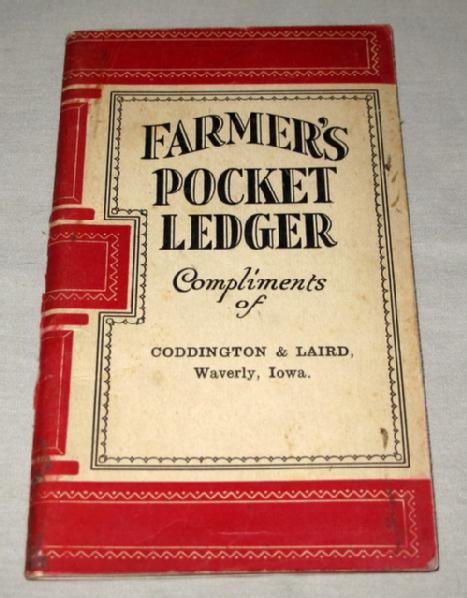 FARMER'S
POCKET
LEDGER
Compliments
of
CODDINGTON & LAIRD,
Waverly, Iowa.